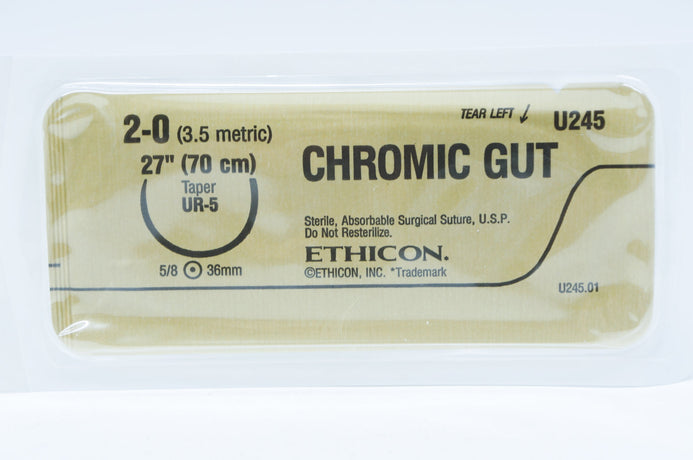 TEAR LEFT
U245
2-0 (3.5 metric)
27" (70 cm)
Taper
UR-5
5/8 36mm
CHROMIC GUT
Sterile, Absorbable Surgical Suture, U.S.P.
Do Not Resterilize.
ETHICON.
©ETHICON, INC. *Trademark
U245.01